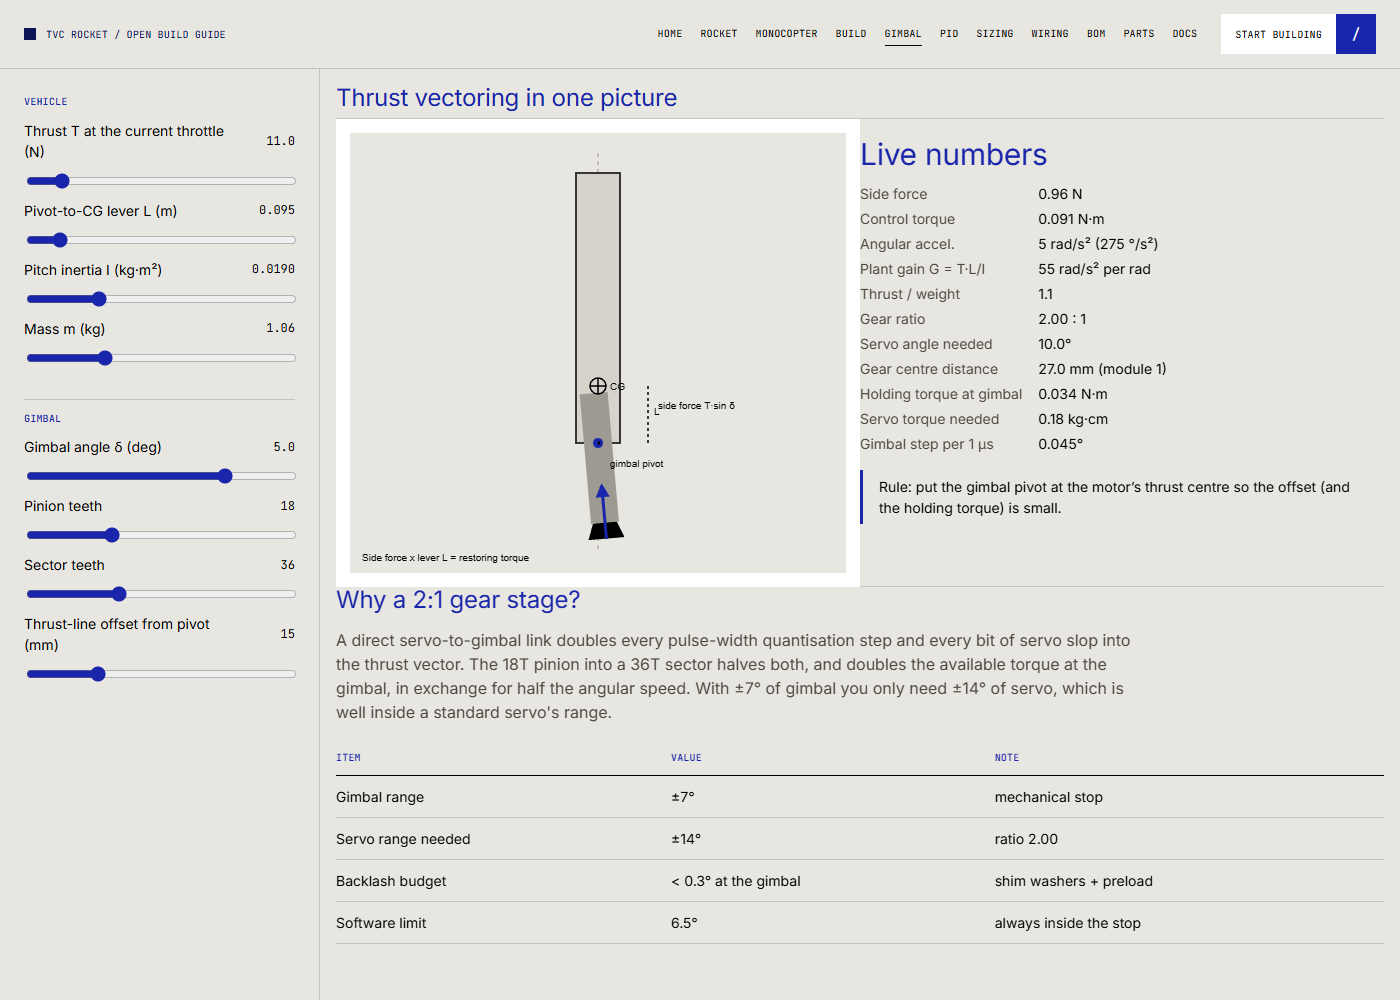 TVC ROCKET / OPEN BUILD GUIDE
HOME ROCKET MONOCOPTER BUILD GIMBAL PID SIZING WIRING BOM PARTS DOCS
START BUILDING /
VEHICLE
Thrust T at the current throttle
(N)
11.0
Pivot-to-CG lever L (m) 0.095
Pitch inertia I (kg·m²) 0.0190
Mass m (kg) 1.06
GIMBAL
Gimbal angle δ (deg) 5.0
Pinion teeth 18
Sector teeth 36
Thrust-line offset from pivot
(mm)
15
Thrust vectoring in one picture
CG
L
side force T·sin δ
gimbal pivot
Side force x lever L = restoring torque
Live numbers
Side force 0.96 N
Control torque 0.091 N·m
Angular accel. 5 rad/s² (275 °/s²)
Plant gain G = T·L/I 55 rad/s² per rad
Thrust / weight 1.1
Gear ratio 2.00 : 1
Servo angle needed 10.0°
Gear centre distance 27.0 mm (module 1)
Holding torque at gimbal 0.034 N·m
Servo torque needed 0.18 kg·cm
Gimbal step per 1 µs 0.045°
Rule: put the gimbal pivot at the motor’s thrust centre so the offset (and
the holding torque) is small.
Why a 2:1 gear stage?
A direct servo-to-gimbal link doubles every pulse-width quantisation step and every bit of servo slop into
the thrust vector. The 18T pinion into a 36T sector halves both, and doubles the available torque at the
gimbal, in exchange for half the angular speed. With ±7° of gimbal you only need ±14° of servo, which is
well inside a standard servo's range.
ITEM VALUE NOTE
Gimbal range ±7° mechanical stop
Servo range needed ±14° ratio 2.00
Backlash budget < 0.3° at the gimbal shim washers + preload
Software limit 6.5° always inside the stop